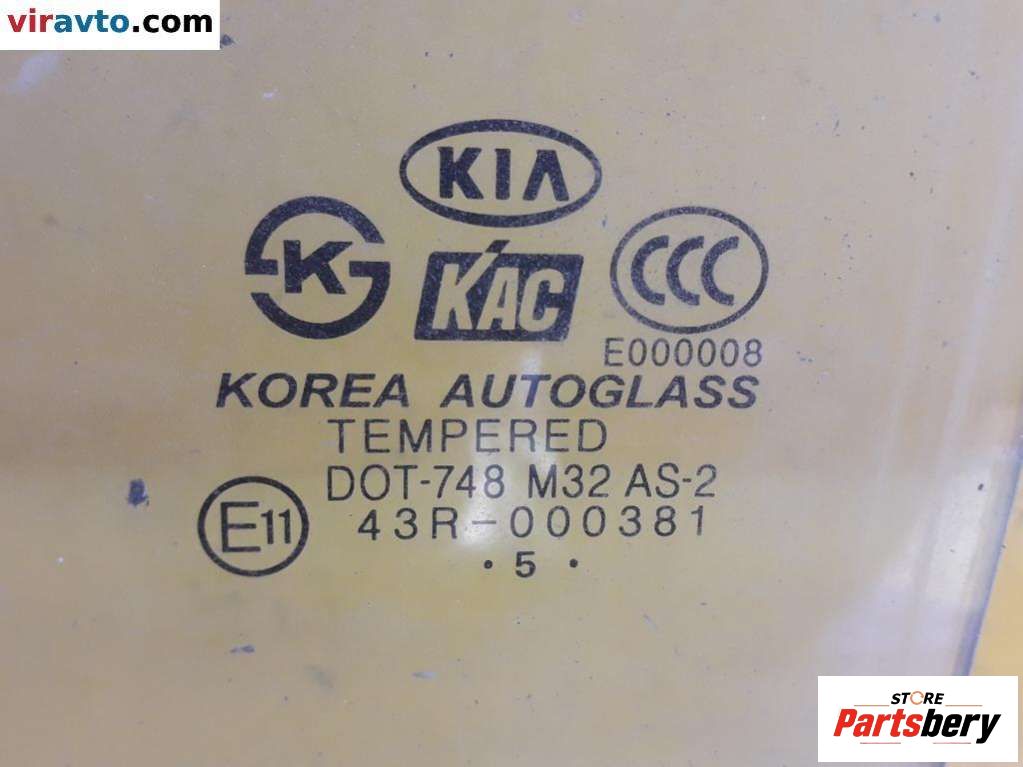 viravto.com
KIA
K
KAC
CCC
E000008
KOREA AUTOGLASS
TEMPERED
DOT-748 M32 AS-2
E11
43R-000381
· 5 ·
STORE
Partsbery